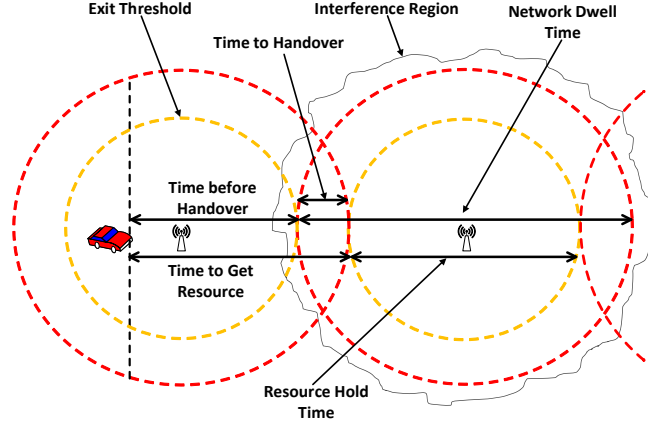 Exit Threshold
Interference Region
Network Dwell
Time
Time to Handover
Time before
Handover
Time to Get
Resource
Resource Hold
Time